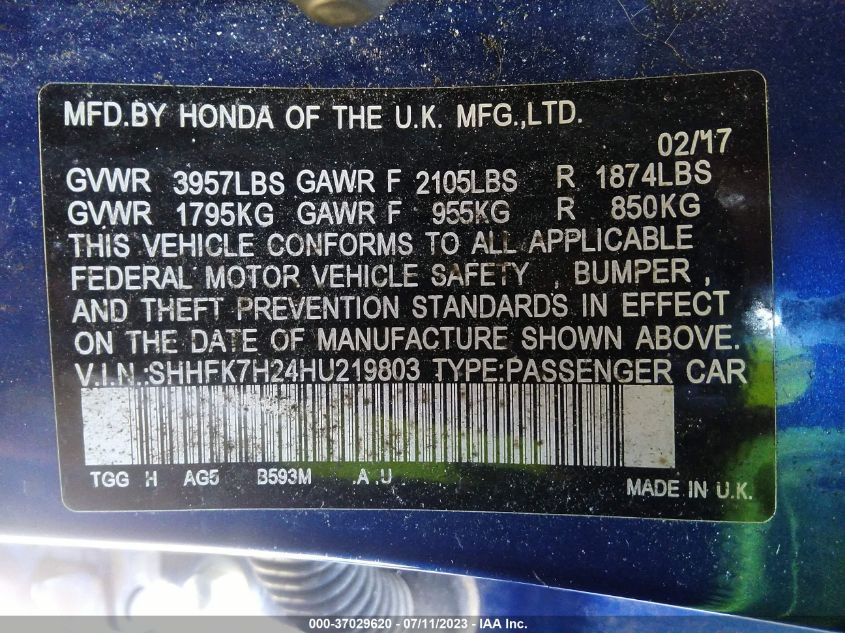 MFD.BY HONDA OF THE U.K. MFG.,LTD.
02/17
GVWR 3957LBS GAWR F 2105LBS R 1874LBS
GVWR 1795KG GAWR F 955KG R 850KG
THIS VEHICLE CONFORMS TO ALL APPLICABLE
FEDERAL MOTOR VEHICLE SAFETY , BUMPER ,
AND THEFT PREVENTION STANDARDS IN EFFECT
ON THE DATE OF MANUFACTURE SHOWN ABOVE.
V.I.N.:SHHFK7H24HU219803 TYPE:PASSENGER CAR
TGG H AG5 B593M .A .U
MADE IN U.K.
000-37029620 - 07/11/2023 - IAA Inc.